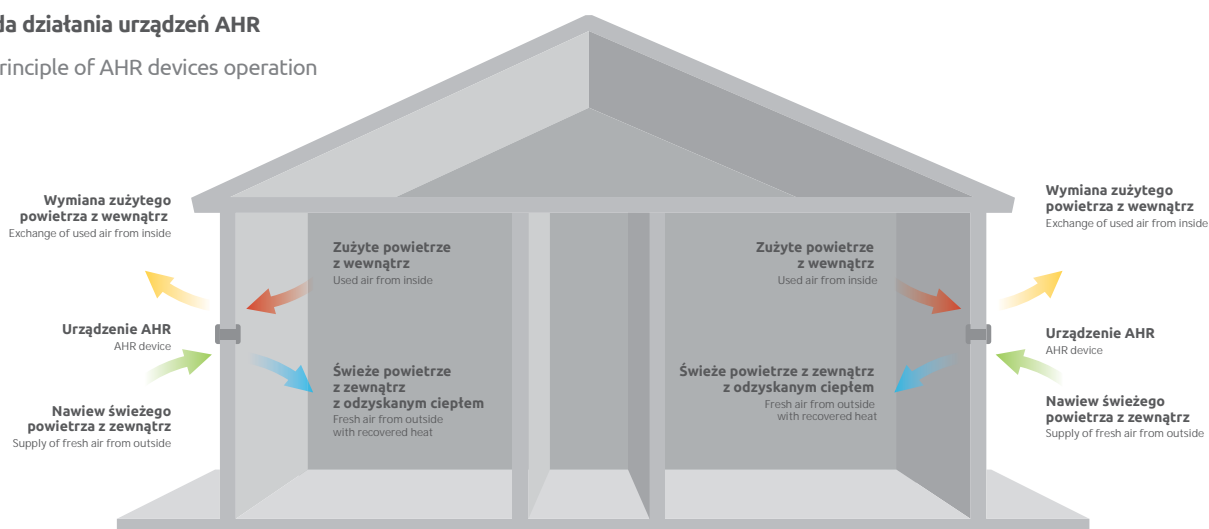 da działania urządzeń AHR
rinciple of AHR devices operation
Wymiana zużytego
powietrza z wewnątrz
Exchange of used air from inside
Urządzenie AHR
AHR device
Nawiew świeżego
powietrza z zewnątrz
Supply of fresh air from outside
Zużyte powietrze
z wewnątrz
Used air from inside
Świeże powietrze
z zewnątrz
z odzyskanym ciepłem
Fresh air from outside
with recovered heat
Zużyte powietrze
z wewnątrz
Used air from inside
Świeże powietrze z zewnątrz
z odzyskanym ciepłem
Fresh air from outside
with recovered heat
Wymiana zużytego
powietrza z wewnątrz
Exchange of used air from inside
Urządzenie AHR
AHR device
Nawiew świeżego
powietrza z zewnątrz
Supply of fresh air from outside